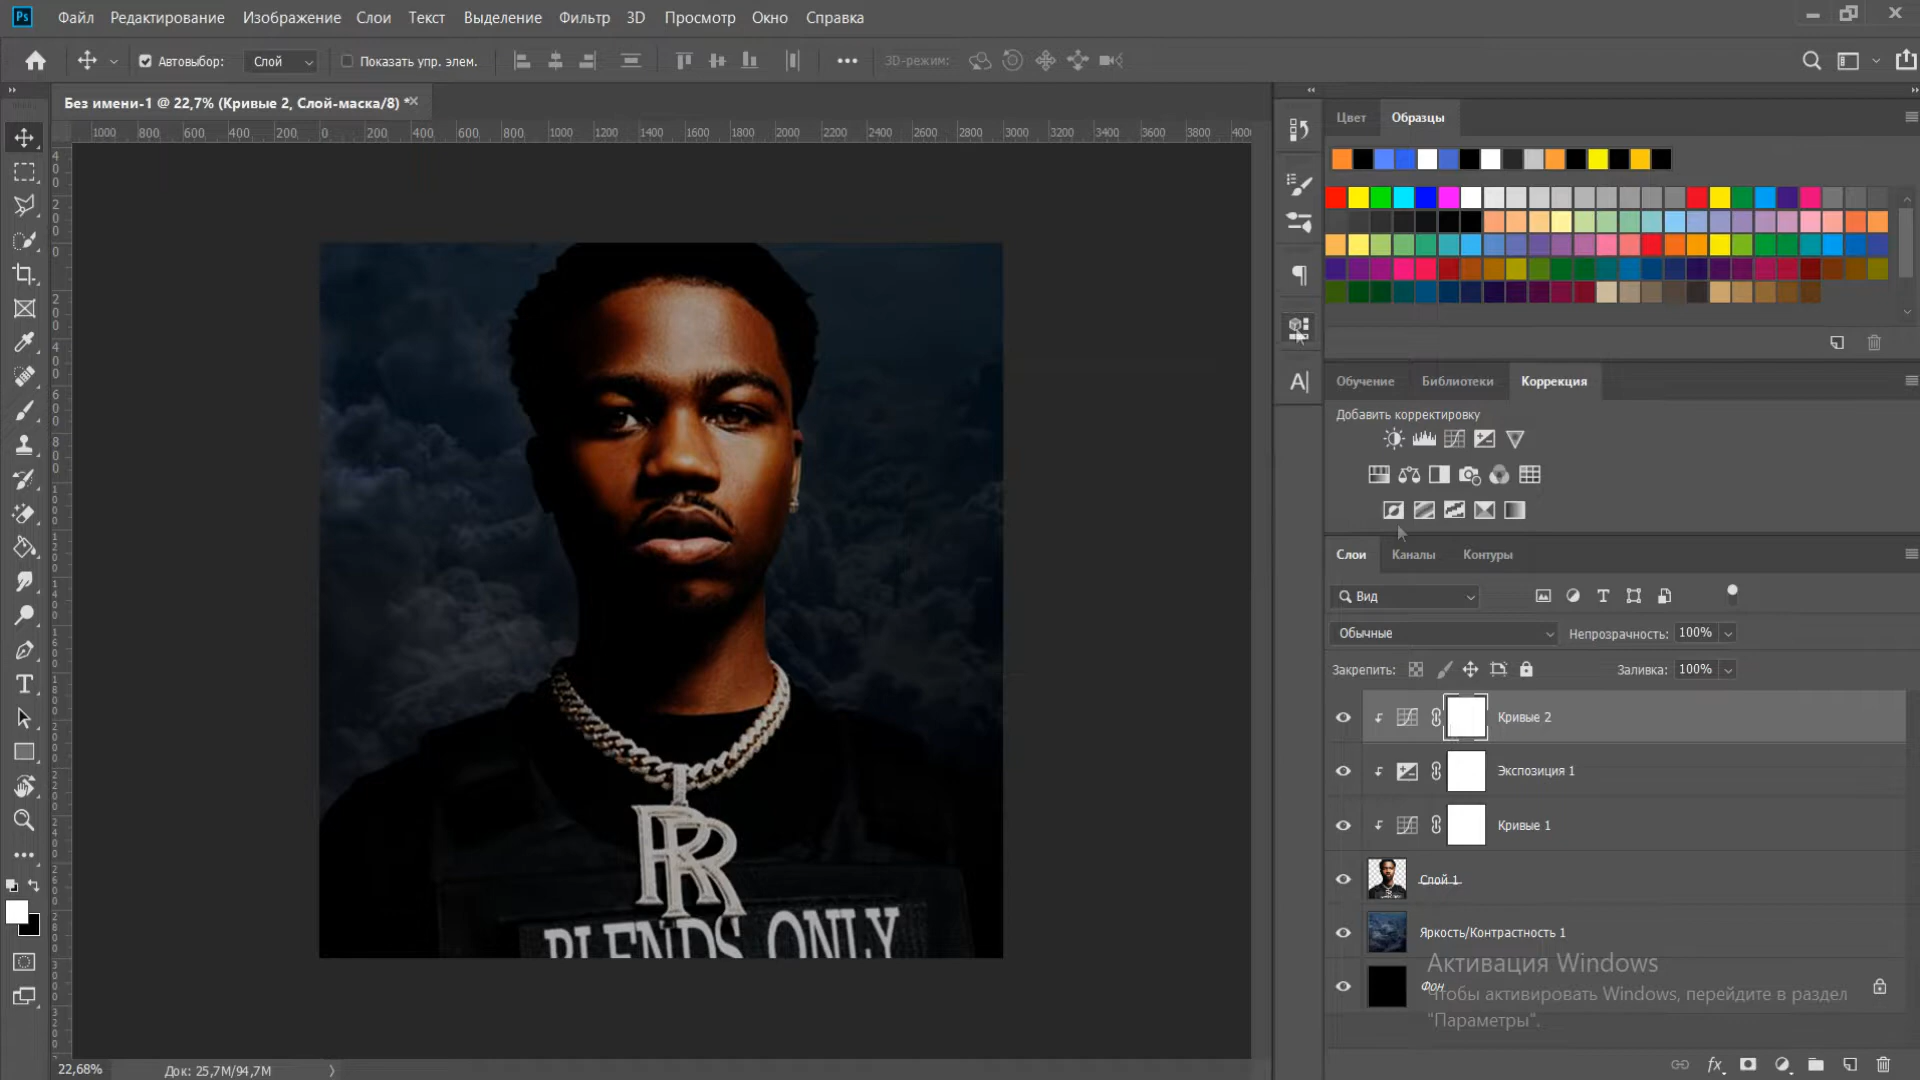 Ps Файл Редактирование Изображение Слои Текст Выделение Фильтр 3D Просмотр Окно Справка
Автовыбор: Слой Показать упр. элем. 3D-режим:
Без имени-1 @ 22,7% (Кривые 2, Слой-маска/8) *
1000 800 600 400 200 0 200 400 600 800 1000 1200 1400 1600 1800 2000 2200 2400 2600 2800 3000 3200 3400 3600 3800 4000
Цвет Образцы
Обучение Библиотеки Коррекция
Добавить корректировку
Слои Каналы Контуры
Вид
Обычные Непрозрачность: 100%
Закрепить: Заливка: 100%
Кривые 2
Экспозиция 1
Кривые 1
Слой 1
Яркость/Контрастность 1
Фон
RR
BLENDS ONLY
Активация Windows
Чтобы активировать Windows, перейдите в раздел
"Параметры".
22,68% Док: 25,7M/94,7M